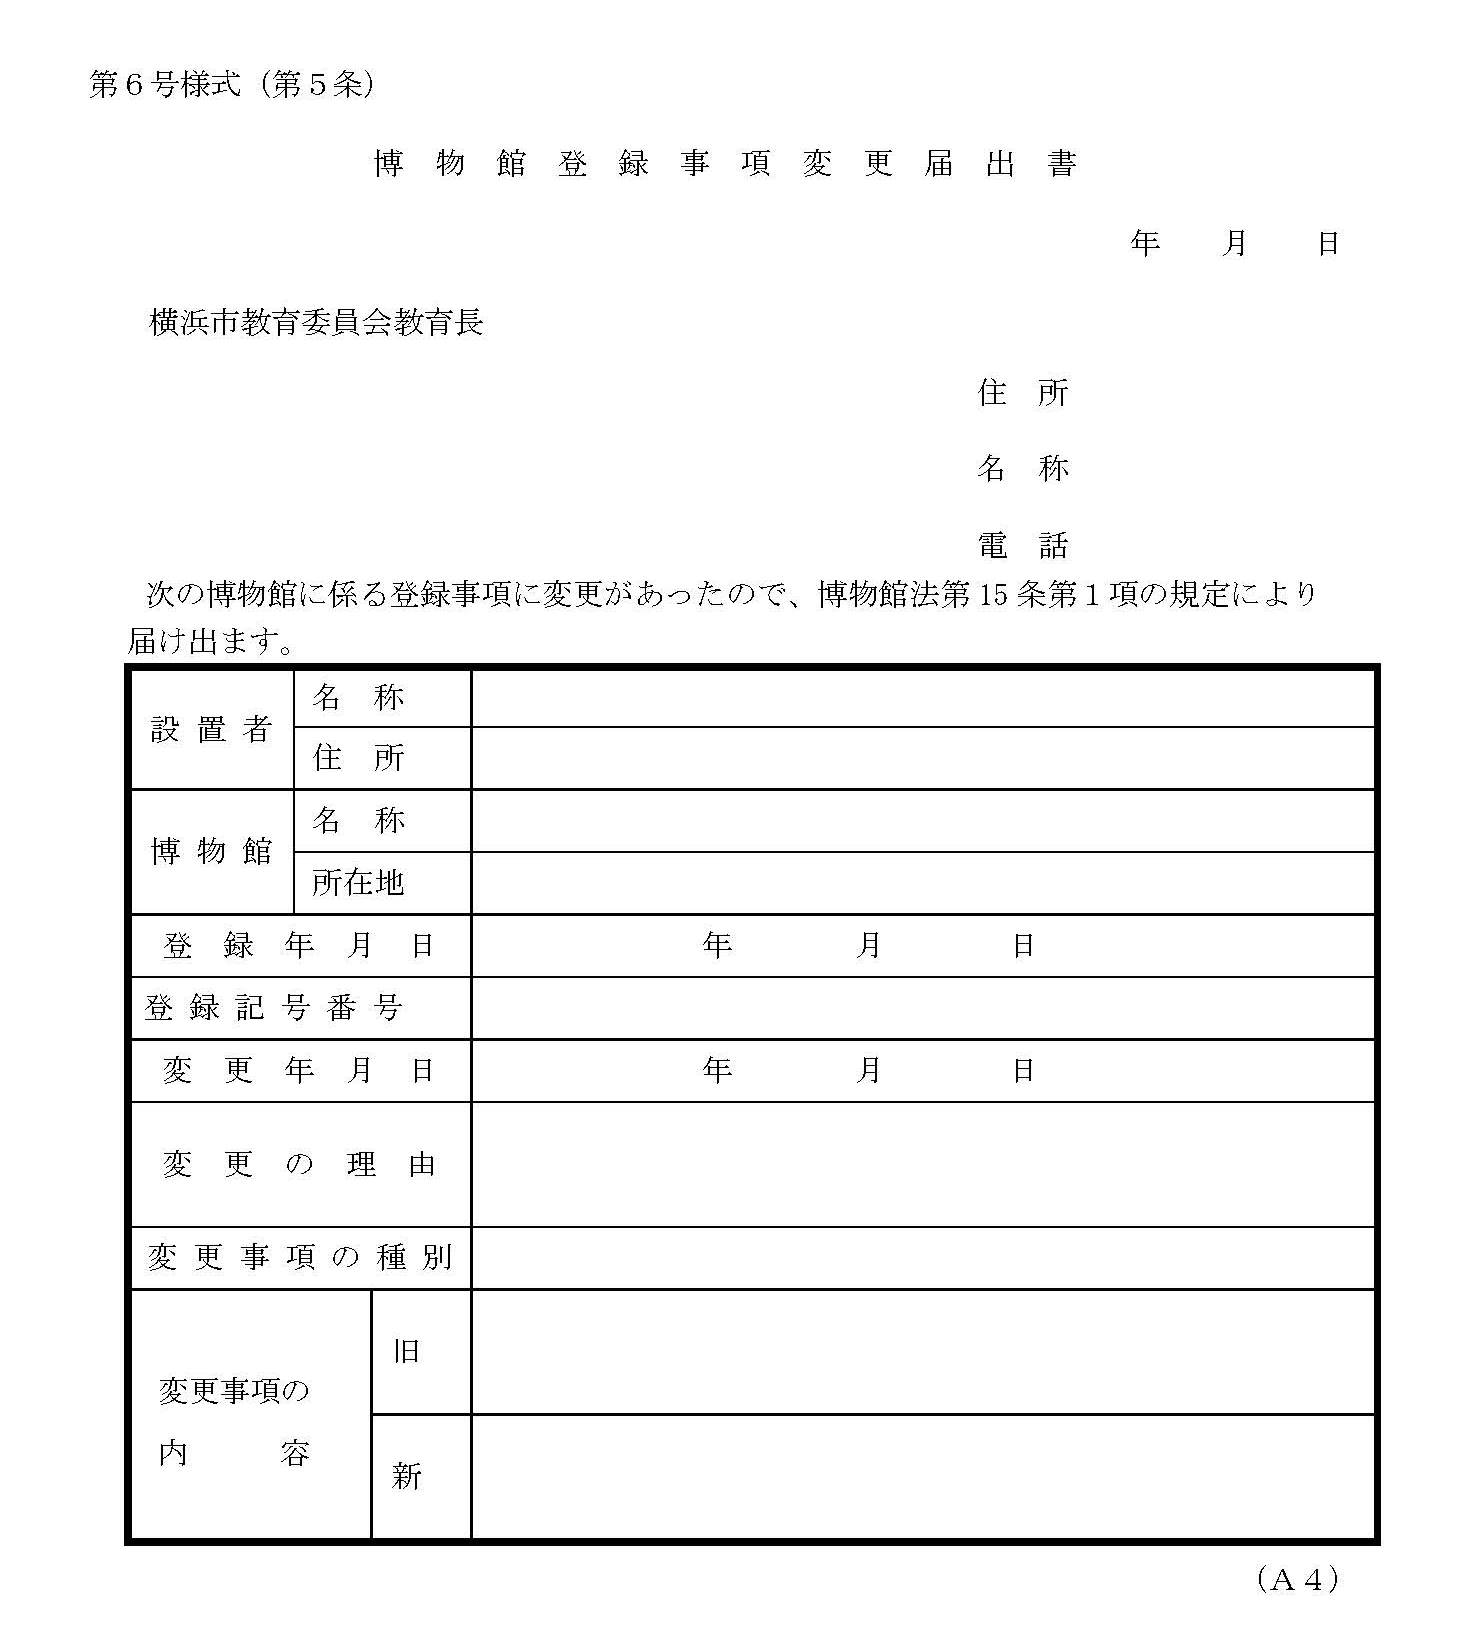 第６号様式（第５条）
博　物　館　登　録　事　項　変　更　届　出　書
年　　月　　日
横浜市教育委員会教育長
住　所
名　称
電　話
次の博物館に係る登録事項に変更があったので、博物館法第 15 条第１項の規定により
届け出ます。
設 置 者
名　称
住　所
博 物 館
名　称
所在地
登　録　年　月　日
年　　　　月　　　　日
登 録 記 号 番 号
変　更　年　月　日
年　　　　月　　　　日
変　更　の　理　由
変 更 事 項 の 種 別
変更事項の
内　　　容
旧
新
（Ａ４）